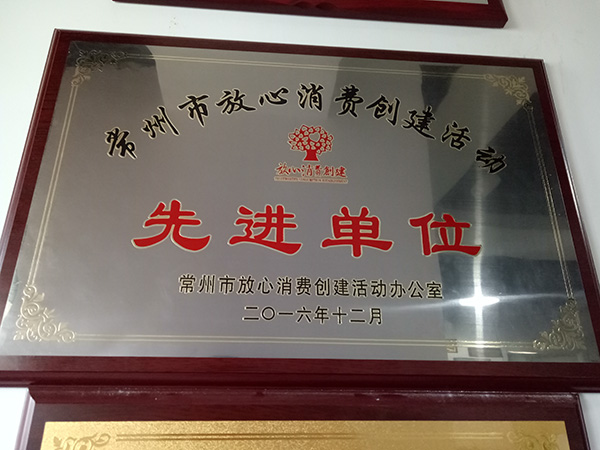 常州市放心消费创建活动
放心消费创建
先进单位
常州市放心消费创建活动办公室
二〇一六年十二月